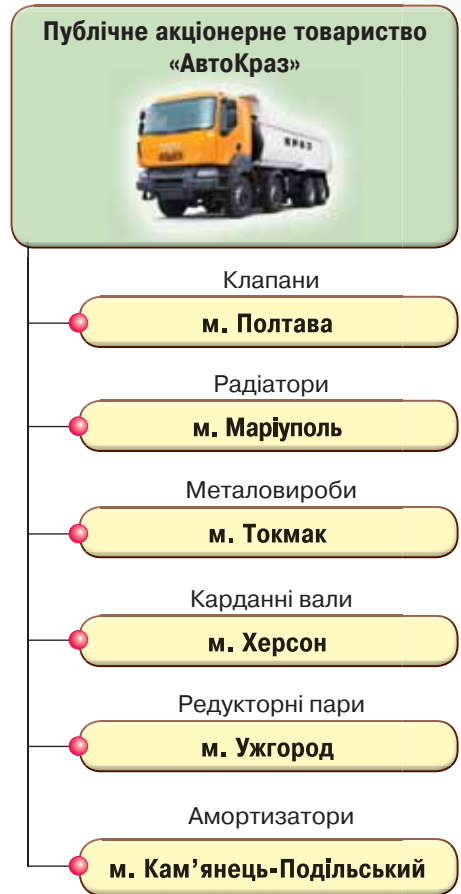 Публічне акціонерне товариство
«АвтоКраз»
КРАЗ
Клапани
м. Полтава
Радіатори
м. Маріуполь
Металовироби
м. Токмак
Карданні вали
м. Херсон
Редукторні пари
м. Ужгород
Амортизатори
м. Кам’янець-Подільський